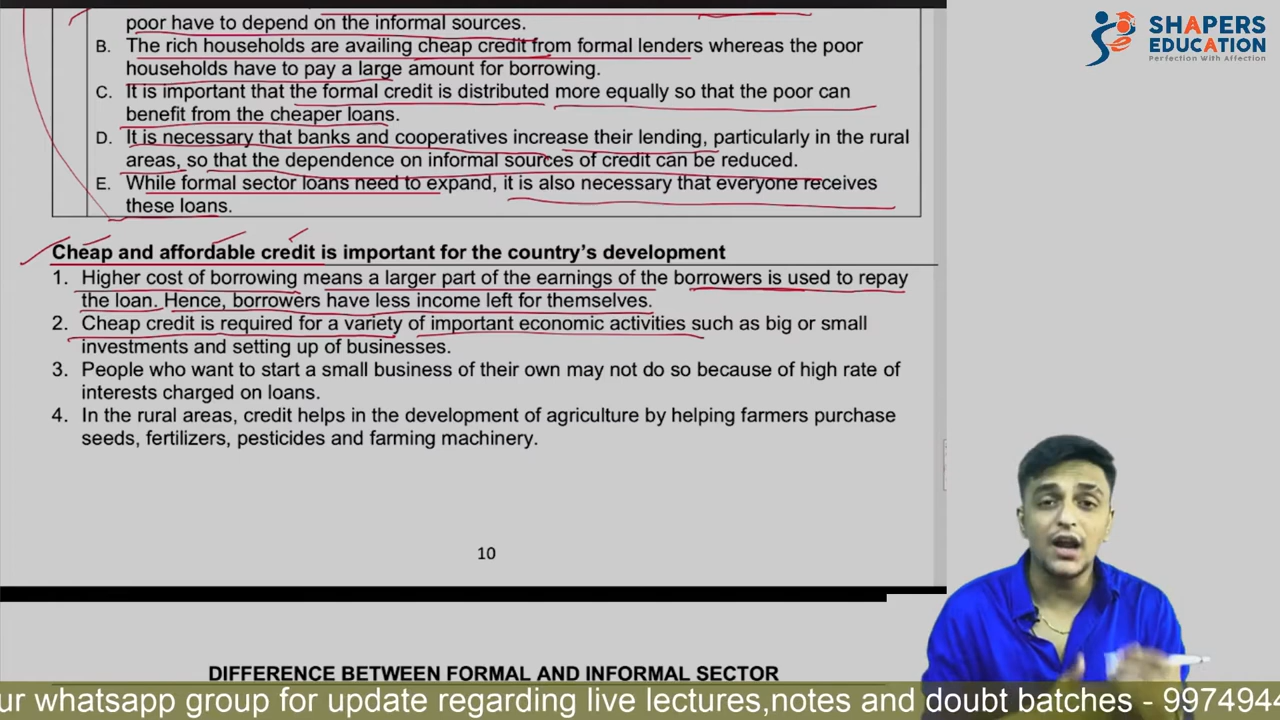 SHAPERS
EDUCATION
Perfection With Affection
poor have to depend on the informal sources.
B. The rich households are availing cheap credit from formal lenders whereas the poor
households have to pay a large amount for borrowing.
C. It is important that the formal credit is distributed more equally so that the poor can
benefit from the cheaper loans.
D. It is necessary that banks and cooperatives increase their lending, particularly in the rural
areas, so that the dependence on informal sources of credit can be reduced.
E. While formal sector loans need to expand, it is also necessary that everyone receives
these loans.
Cheap and affordable credit is important for the country's development
1. Higher cost of borrowing means a larger part of the earnings of the borrowers is used to repay
the loan. Hence, borrowers have less income left for themselves.
2. Cheap credit is required for a variety of important economic activities such as big or small
investments and setting up of businesses.
3. People who want to start a small business of their own may not do so because of high rate of
interests charged on loans.
4. In the rural areas, credit helps in the development of agriculture by helping farmers purchase
seeds, fertilizers, pesticides and farming machinery.
10
DIFFERENCE BETWEEN FORMAL AND INFORMAL SECTOR
ur whatsapp group for update regarding live lectures,notes and doubt batches - 9974944